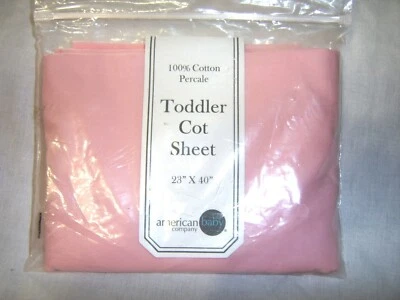 100% Cotton
Percale
Toddler
Cot
Sheet
23" X 40"
american baby
company